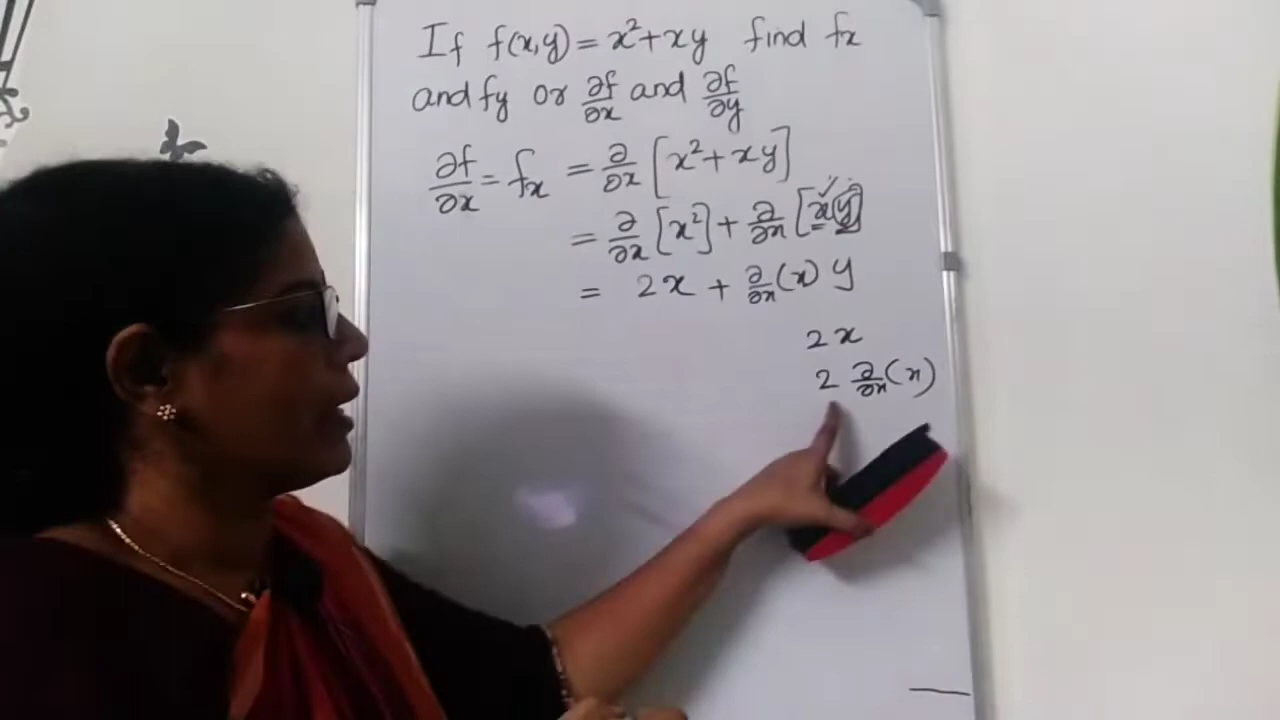 If f(x,y) = x²+xy find fx
and fy or ∂f/∂x and ∂f/∂y
∂f/∂x = fx = ∂/∂x [x²+xy]
= ∂/∂x [x²] + ∂/∂x [xy]
= 2x + ∂/∂x (x) y
2x
2 ∂/∂x (x)